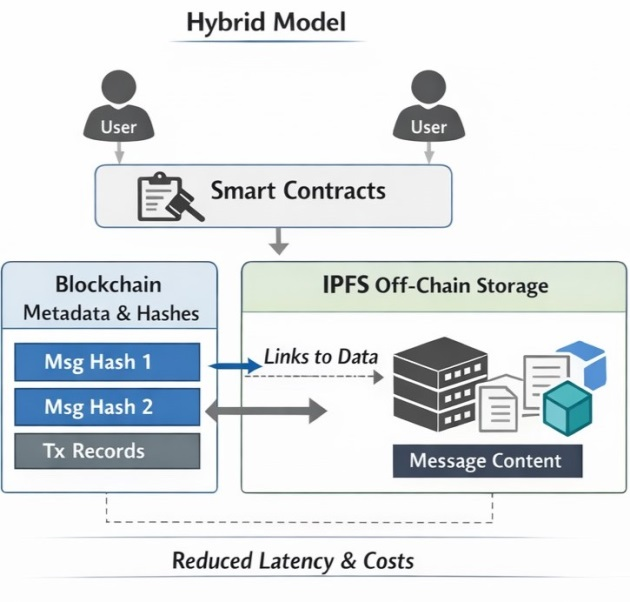 Hybrid Model
User
User
Smart Contracts
Blockchain
Metadata & Hashes
IPFS Off-Chain Storage
Msg Hash 1
Links to Data
Msg Hash 2
Tx Records
Message Content
Reduced Latency & Costs